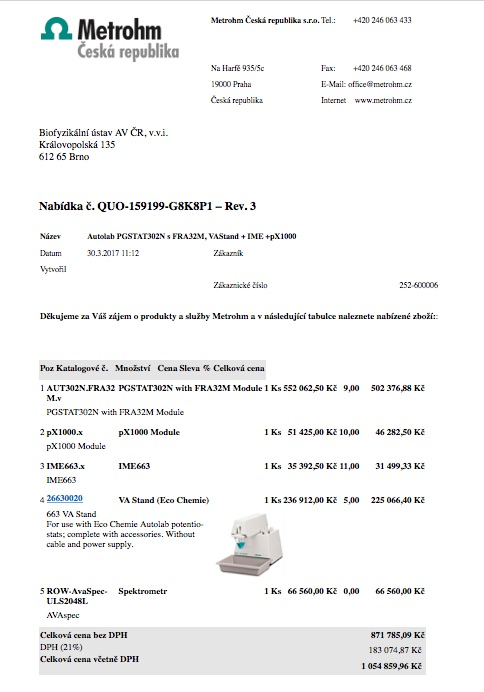 Metrohm
Česká republika
Metrohm Česká republika s.r.o. Tel.: +420 246 063 433
Na Harfě 935/5c Fax: +420 246 063 468
19000 Praha E-Mail: office@metrohm.cz
Česká republika Internet www.metrohm.cz
Biofyzikální ústav AV ČR, v.v.i.
Královopolská 135
612 65 Brno
Nabídka č. QUO-159199-G8K8P1 – Rev. 3
Název Autolab PGSTAT302N s FRA32M, VAStand + IME +pX1000
Datum 30.3.2017 11:12 Zákazník
Vytvořil
Zákaznické číslo 252-600006
Děkujeme za Váš zájem o produkty a služby Metrohm a v následující tabulce naleznete nabízené zboží::
Poz Katalogové č. Množství Cena Sleva % Celková cena
1 AUT302N.FRA32 PGSTAT302N with FRA32M Module 1 Ks 552 062,50 Kč 9,00 502 376,88 Kč
M.v
PGSTAT302N with FRA32M Module
2 pX1000.x pX1000 Module 1 Ks 51 425,00 Kč 10,00 46 282,50 Kč
pX1000 Module
3 IME663.x IME663 1 Ks 35 392,50 Kč 11,00 31 499,33 Kč
IME663
4 26630020 VA Stand (Eco Chemie) 1 Ks 236 912,00 Kč 5,00 225 066,40 Kč
663 VA Stand
For use with Eco Chemie Autolab potentio-
stats; complete with accessories. Without
cable and power supply.
5 ROW-AvaSpec- Spektrometr 1 Ks 66 560,00 Kč 0,00 66 560,00 Kč
ULS2048L
AVAspec
Celková cena bez DPH 871 785,09 Kč
DPH (21%) 183 074,87 Kč
Celková cena včetně DPH 1 054 859,96 Kč